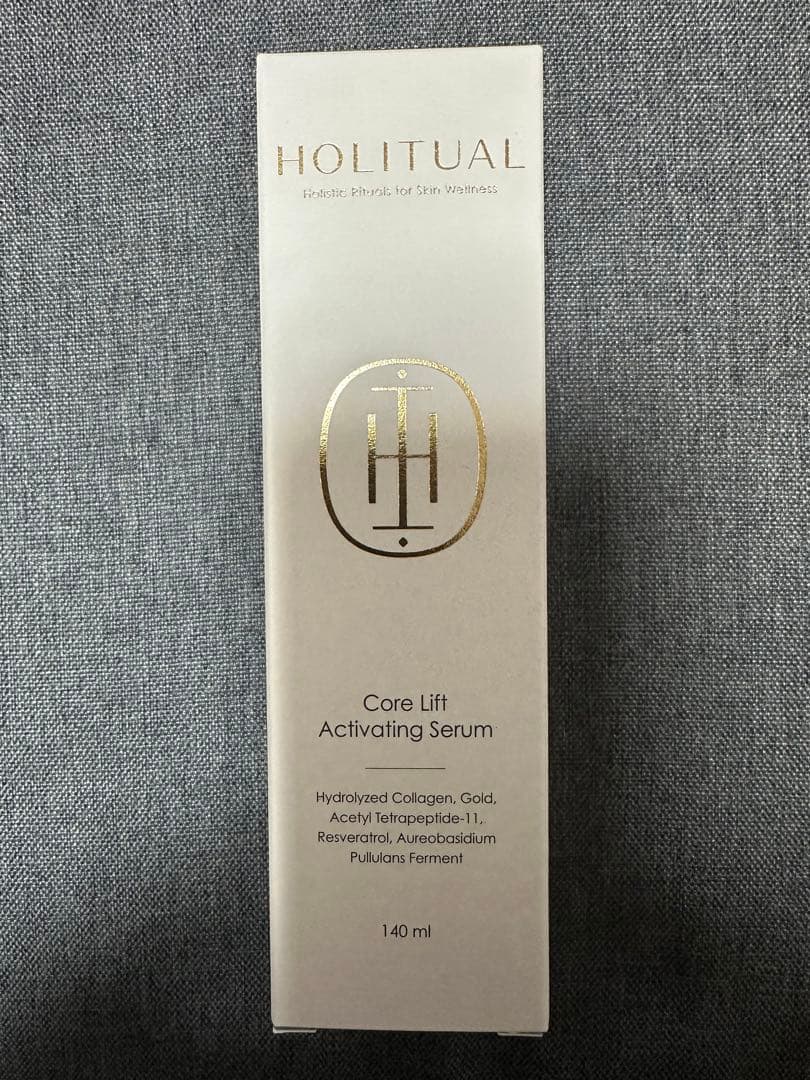 HOLITUAL
Holistic Rituals for Skin Wellness
Core Lift
Activating Serum
Hydrolyzed Collagen, Gold,
Acetyl Tetrapeptide-11,
Resveratrol, Aureobasidium
Pullulans Ferment
140 ml